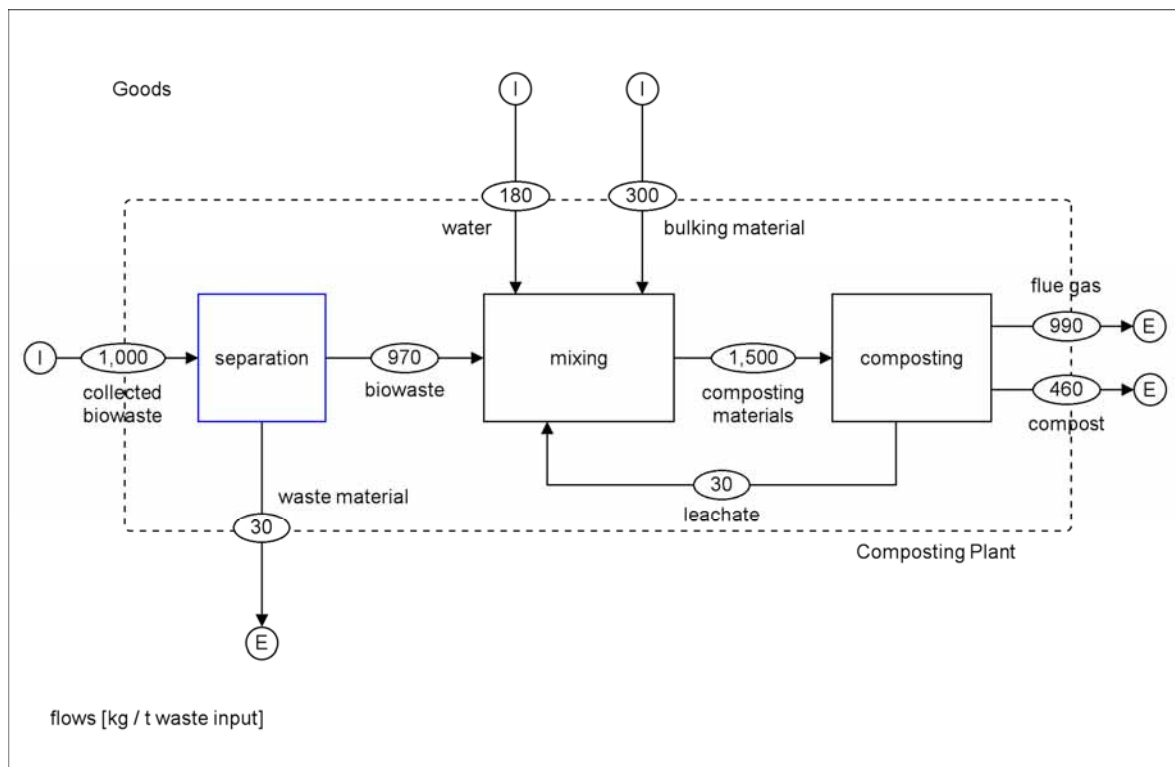 Goods
I
I
180
300
water
bulking material
flue gas
990
E
I
1,000
separation
970
mixing
1,500
composting
collected
biowaste
biowaste
composting
materials
460
E
compost
waste material
30
leachate
30
Composting Plant
E
flows [kg / t waste input]